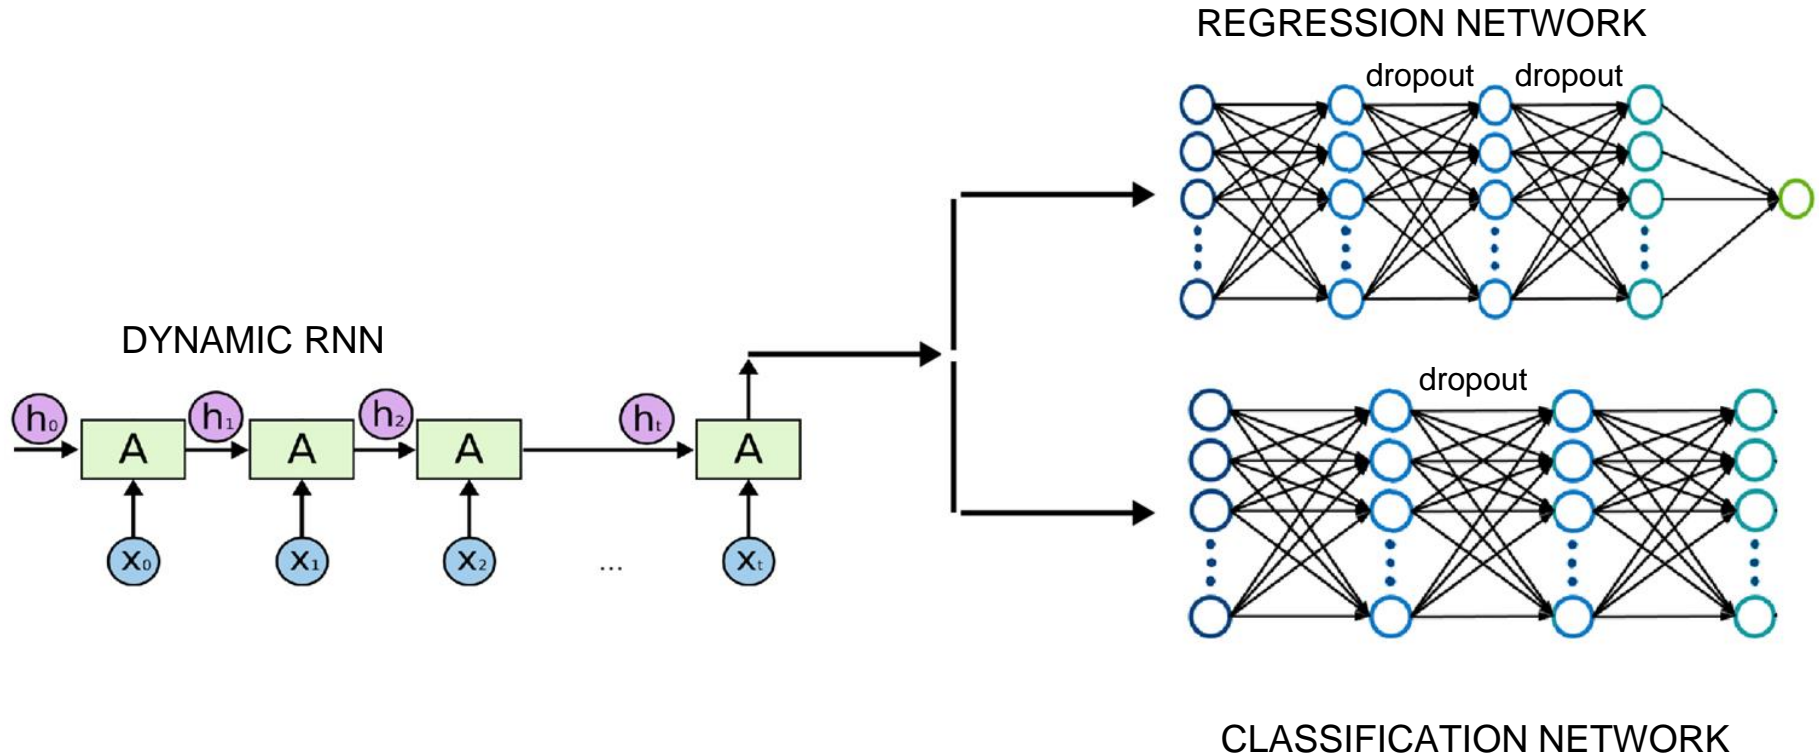 REGRESSION NETWORK
dropout dropout
DYNAMIC RNN
h₀ h₁ h₂ hₜ
A A A A
x₀ x₁ x₂ ... xₜ
dropout
CLASSIFICATION NETWORK